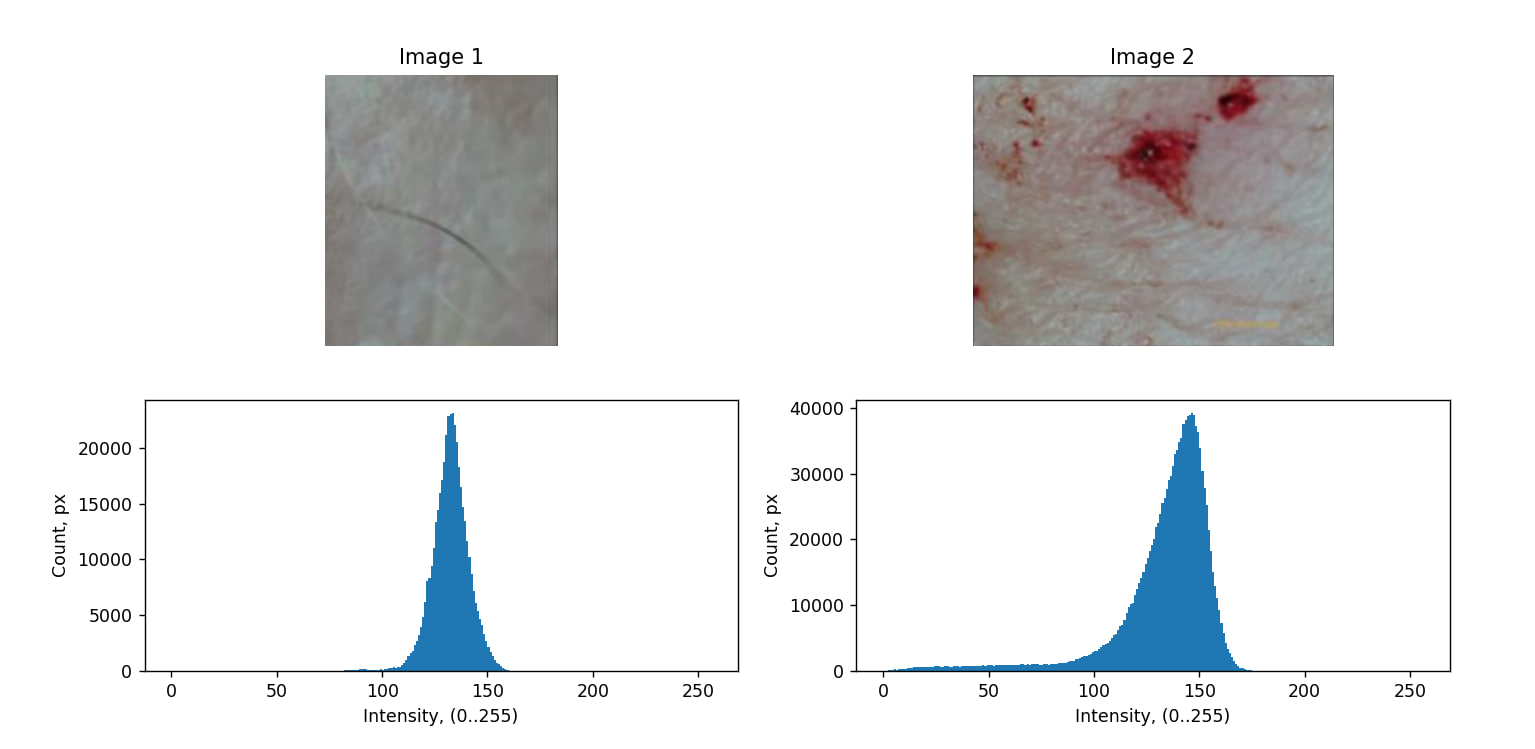 Image 1
Image 2
20000
15000
10000
5000
0
Count, px
0 50 100 150 200 250
Intensity, (0..255)
40000
30000
20000
10000
0
Count, px
0 50 100 150 200 250
Intensity, (0..255)